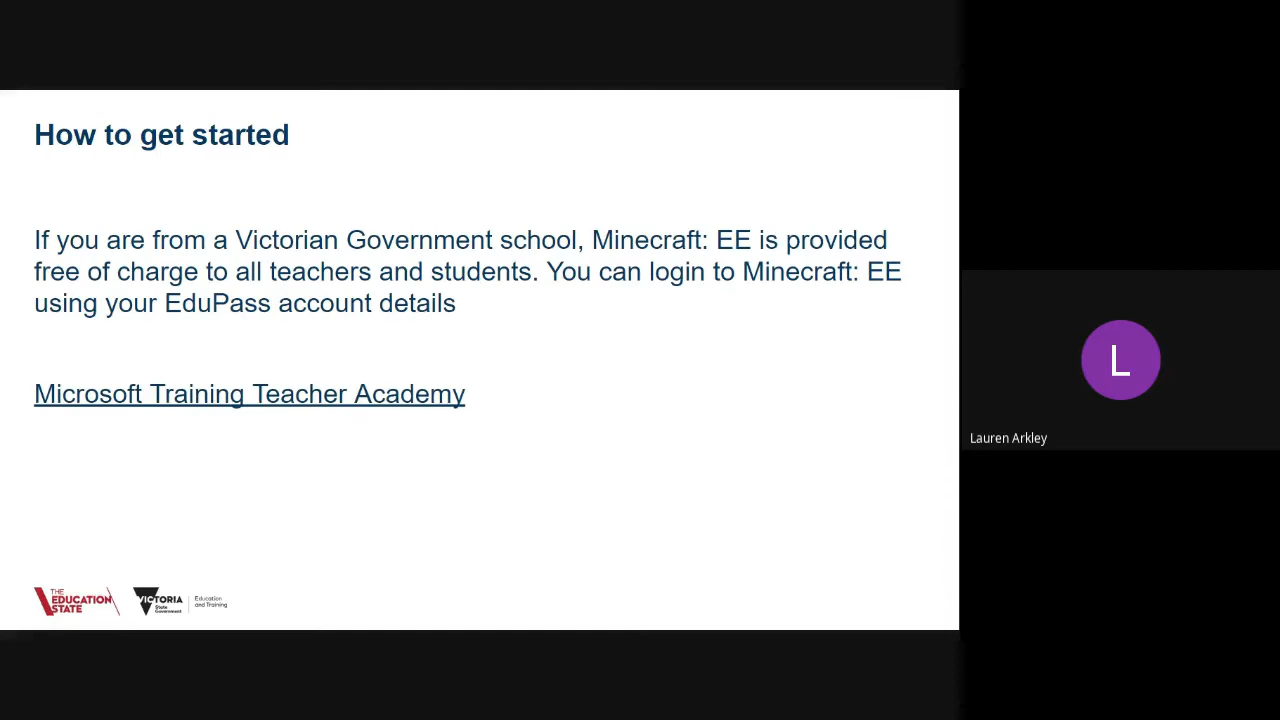 How to get started
If you are from a Victorian Government school, Minecraft: EE is provided
free of charge to all teachers and students. You can login to Minecraft: EE
using your EduPass account details
Microsoft Training Teacher Academy
L
Lauren Arkley
THE
EDUCATION
STATE
VICTORIA
State
Government
Education
and Training